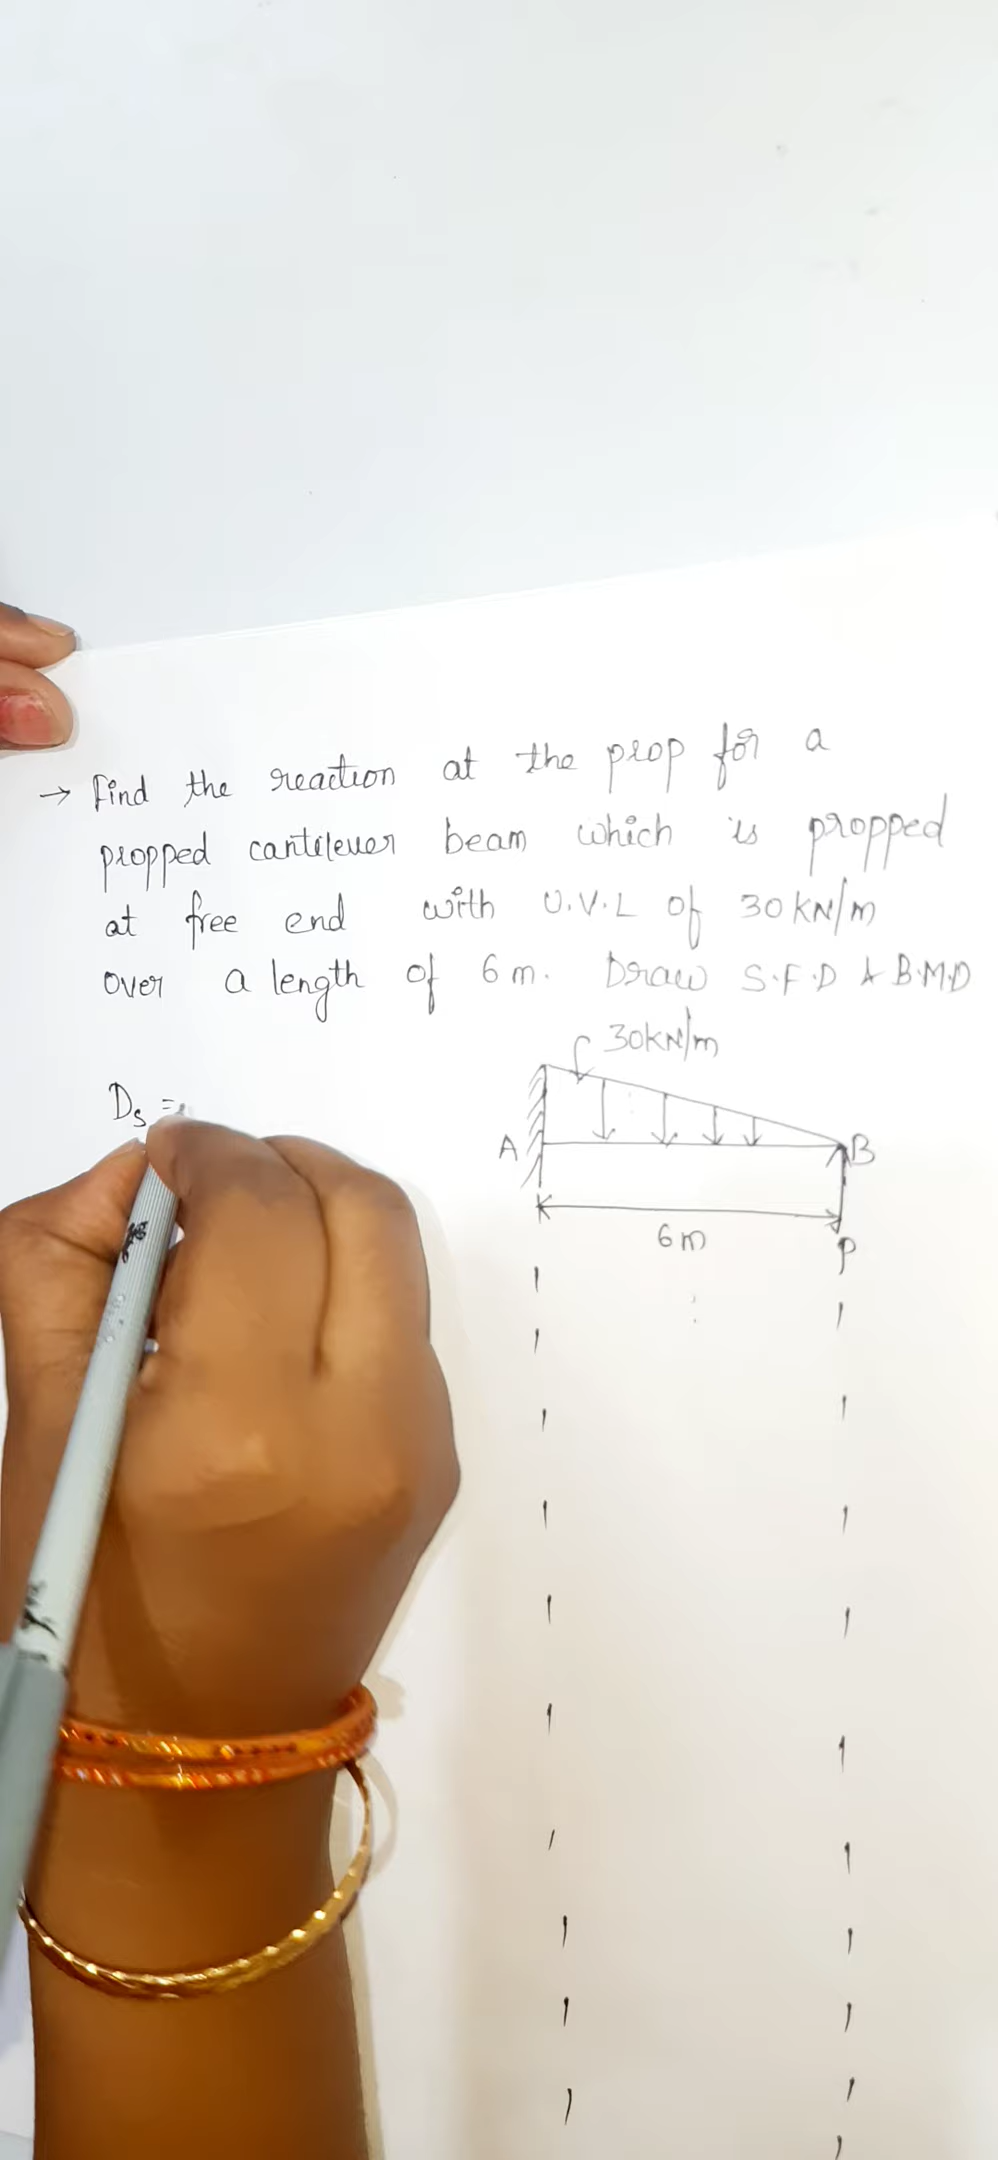 → Find the reaction at the prop for a
propped cantilever beam which is propped
at free end with U.V.L of 30 kN/m
over a length of 6 m. Draw S.F.D & B.M.D
30kN/m
Ds =
A
B
6 m
P